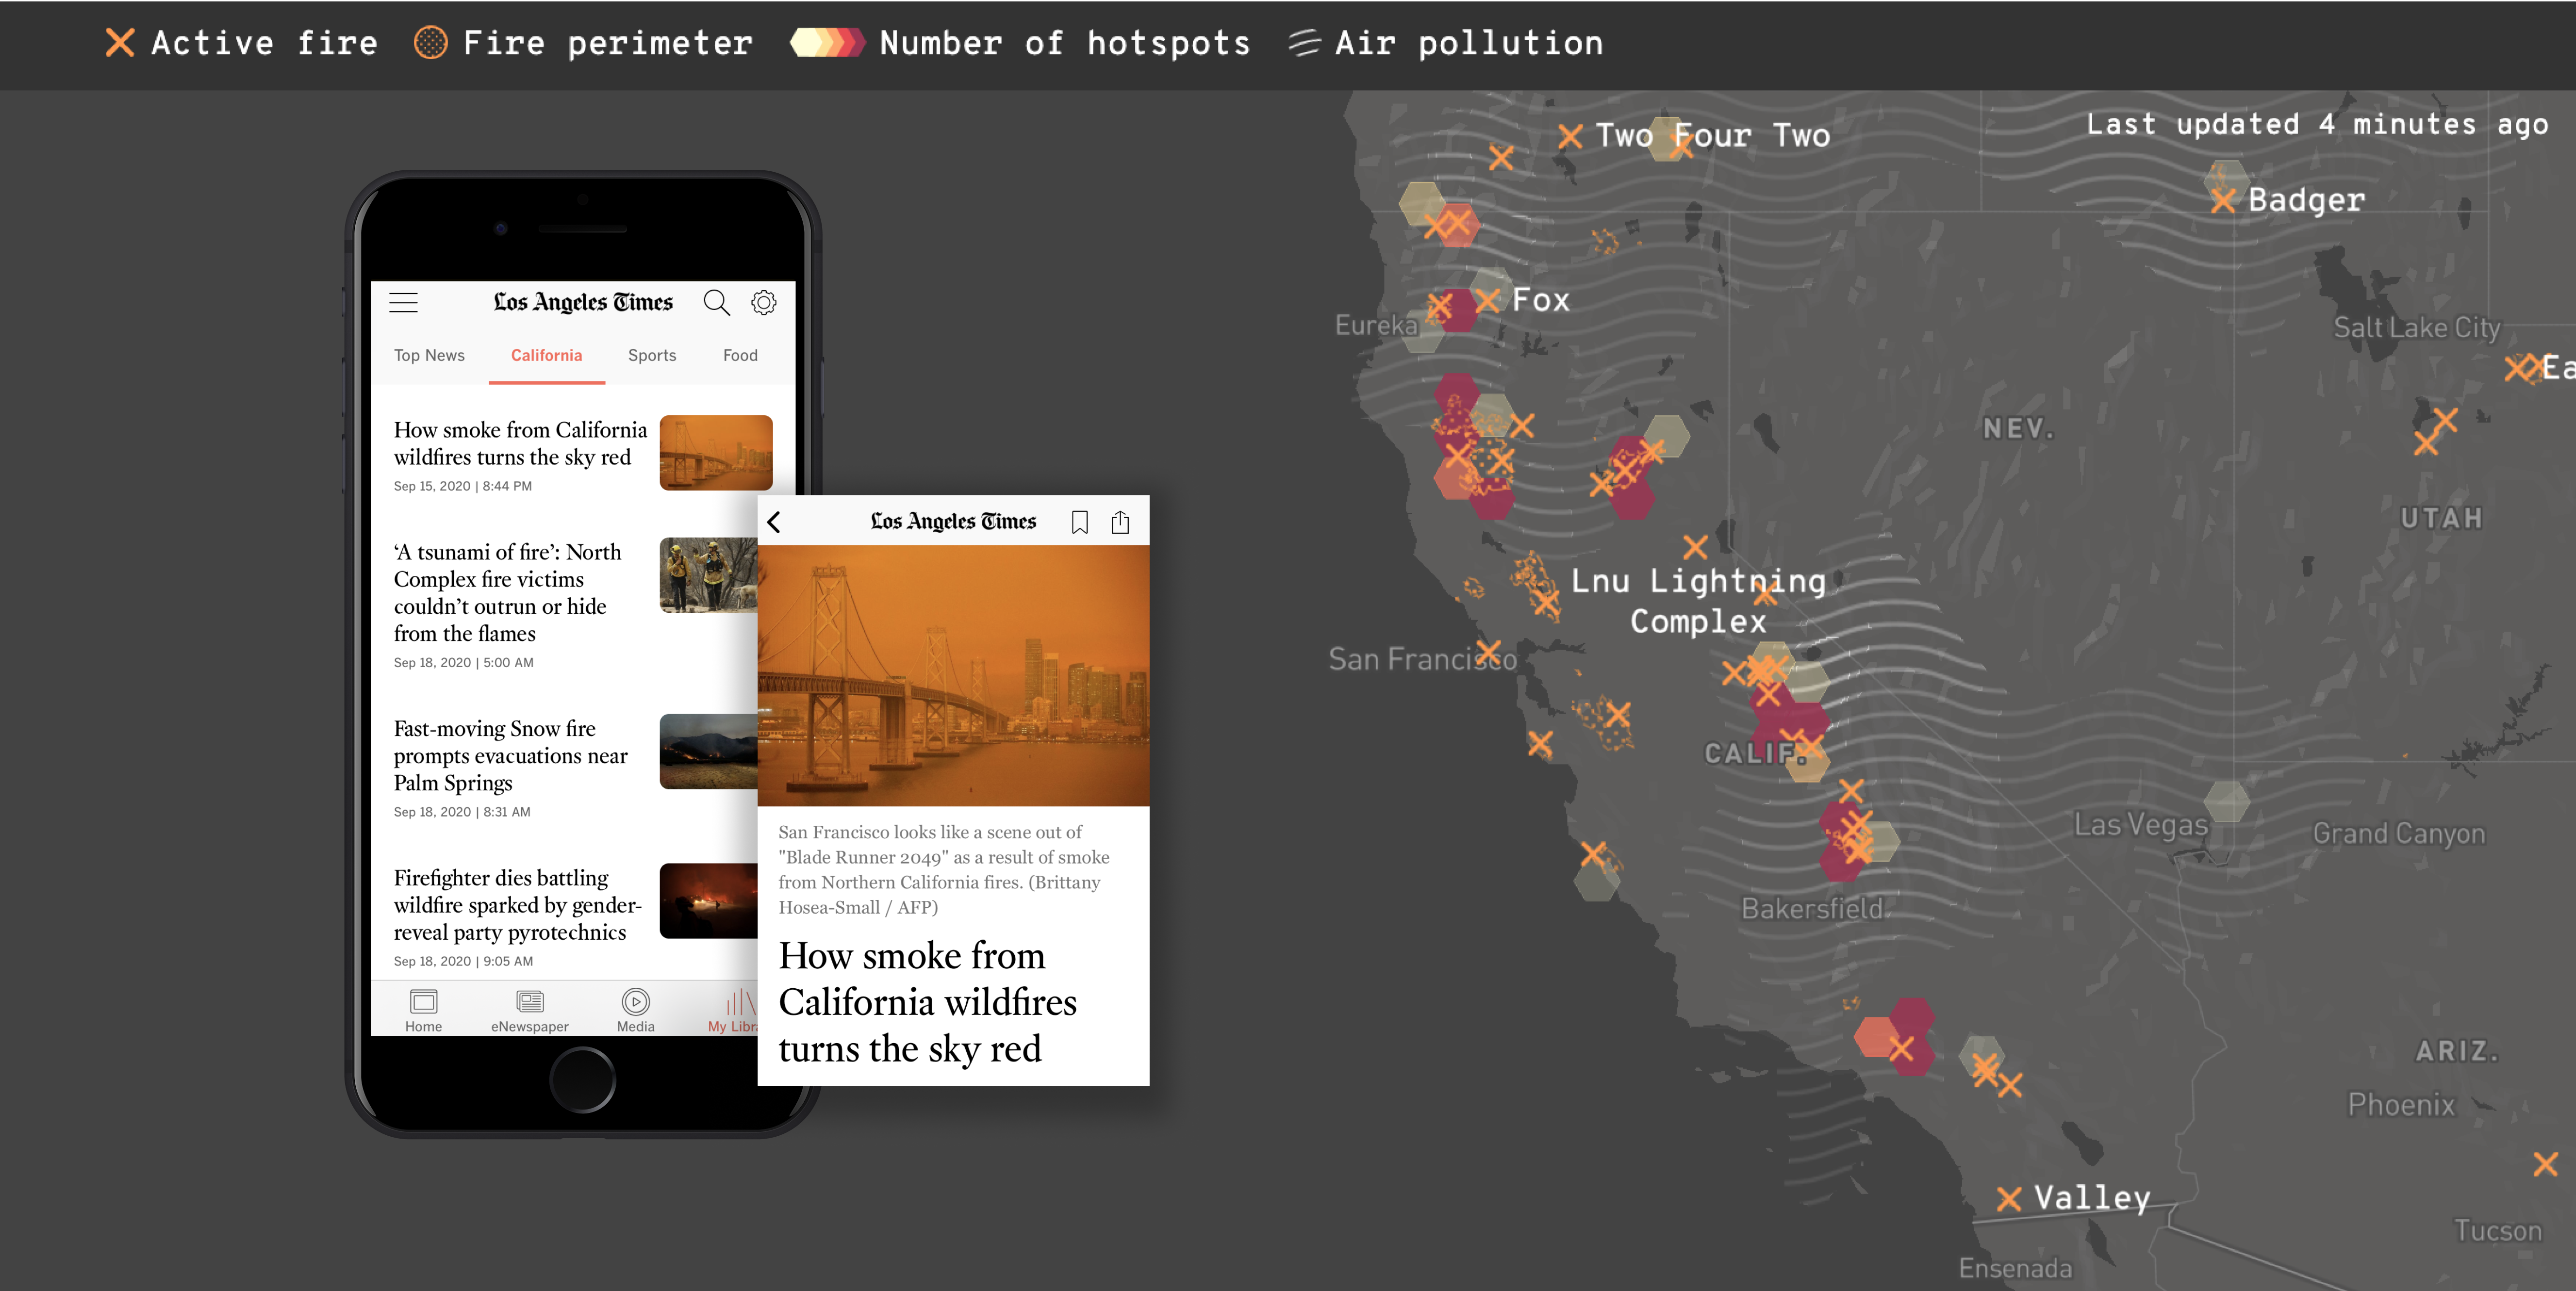 Active fire
Fire perimeter
Number of hotspots
Air pollution
Los Angeles Times
Top News
California
Sports
Food
How smoke from California
wildfires turns the sky red
Sep 15, 2020 | 8:44 PM
‘A tsunami of fire’: North
Complex fire victims
couldn’t outrun or hide
from the flames
Sep 18, 2020 | 5:00 AM
Fast-moving Snow fire
prompts evacuations near
Palm Springs
Sep 18, 2020 | 8:31 AM
Firefighter dies battling
wildfire sparked by gender-
reveal party pyrotechnics
Sep 18, 2020 | 9:05 AM
Home
eNewspaper
Media
My Libr
Los Angeles Times
San Francisco looks like a scene out of
"Blade Runner 2049" as a result of smoke
from Northern California fires. (Brittany
Hosea-Small / AFP)
How smoke from
California wildfires
turns the sky red
Last updated 4 minutes ago
Two Four Two
Badger
Fox
Eureka
Salt Lake City
Ea
NEV.
UTAH
Lnu Lightning
Complex
San Francisco
CALIF.
Las Vegas
Grand Canyon
Bakersfield
ARIZ.
Phoenix
Valley
Tucson
Ensenada